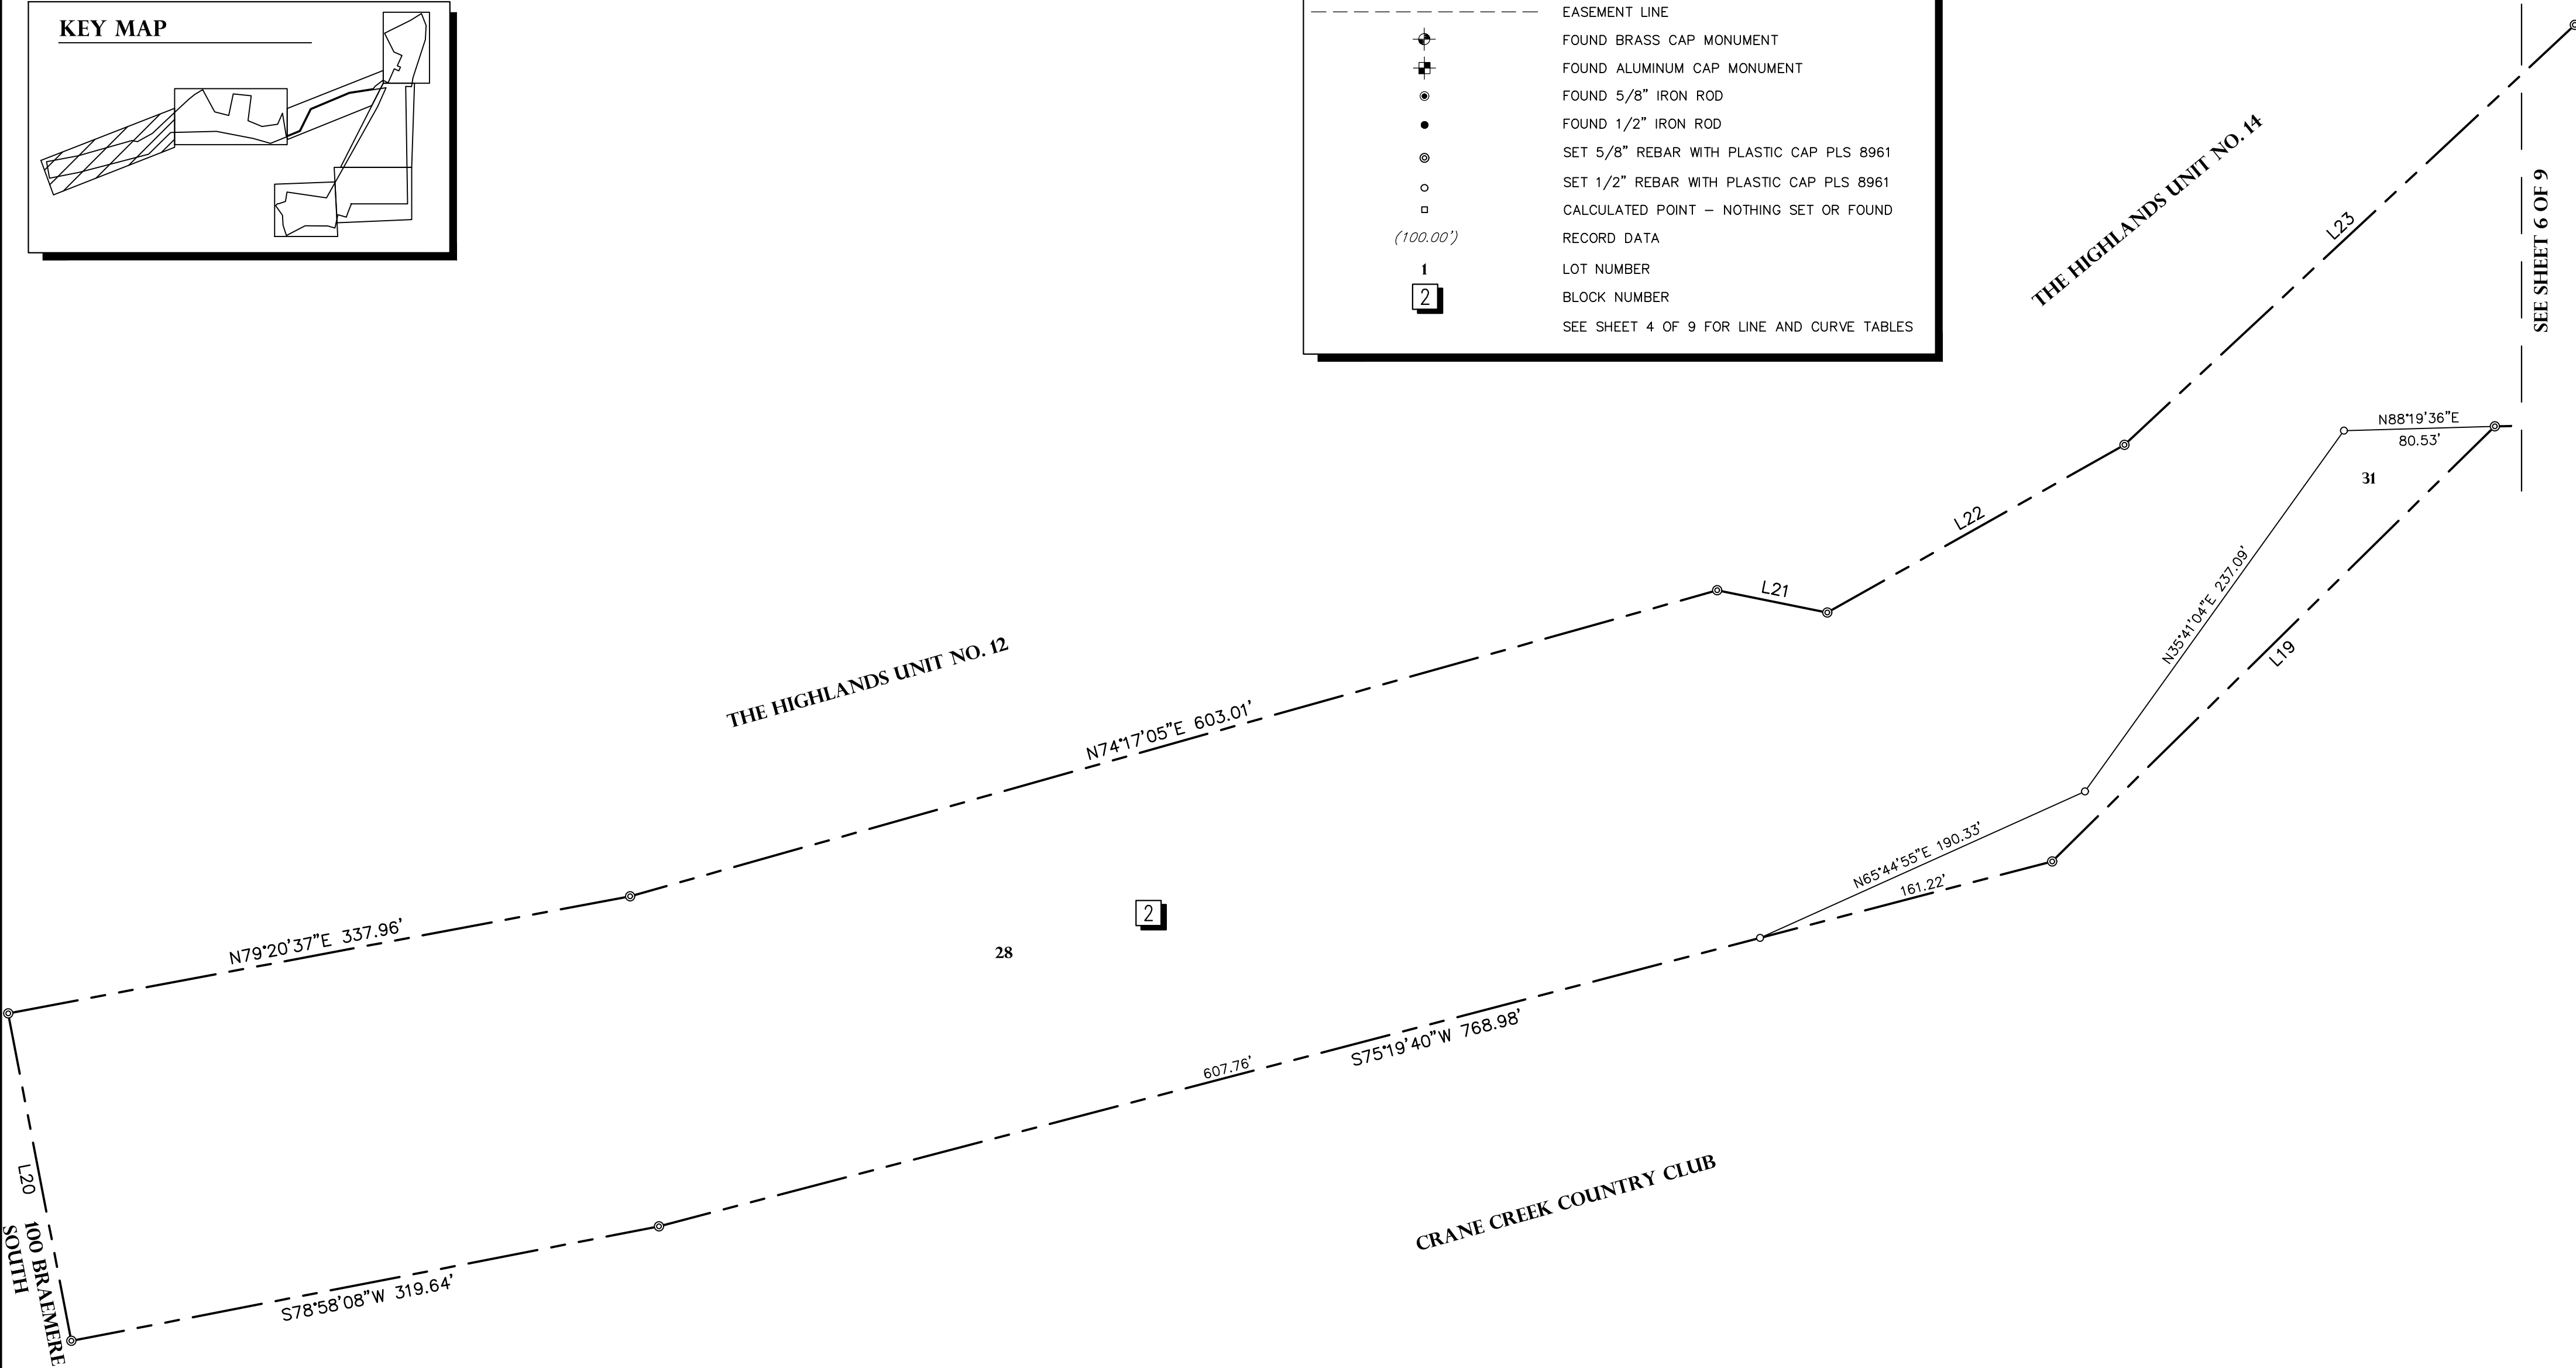 KEY MAP
EASEMENT LINE
FOUND BRASS CAP MONUMENT
FOUND ALUMINUM CAP MONUMENT
FOUND 5/8" IRON ROD
FOUND 1/2" IRON ROD
SET 5/8" REBAR WITH PLASTIC CAP PLS 8961
SET 1/2" REBAR WITH PLASTIC CAP PLS 8961
CALCULATED POINT – NOTHING SET OR FOUND
(100.00') RECORD DATA
1 LOT NUMBER
2 BLOCK NUMBER
SEE SHEET 4 OF 9 FOR LINE AND CURVE TABLES
THE HIGHLANDS UNIT NO. 14
L23
SEE SHEET 6 OF 9
N88°19'36"E
80.53'
31
L22
L21
N35°41'04"E 237.09'
L19
THE HIGHLANDS UNIT NO. 12
N74°17'05"E 603.01'
N65°44'55"E 190.33'
161.22'
2
28
N79°20'37"E 337.96'
S75°19'40"W 768.98'
607.76'
CRANE CREEK COUNTRY CLUB
L20
100 BRAEMERE
SOUTH
S78°58'08"W 319.64'